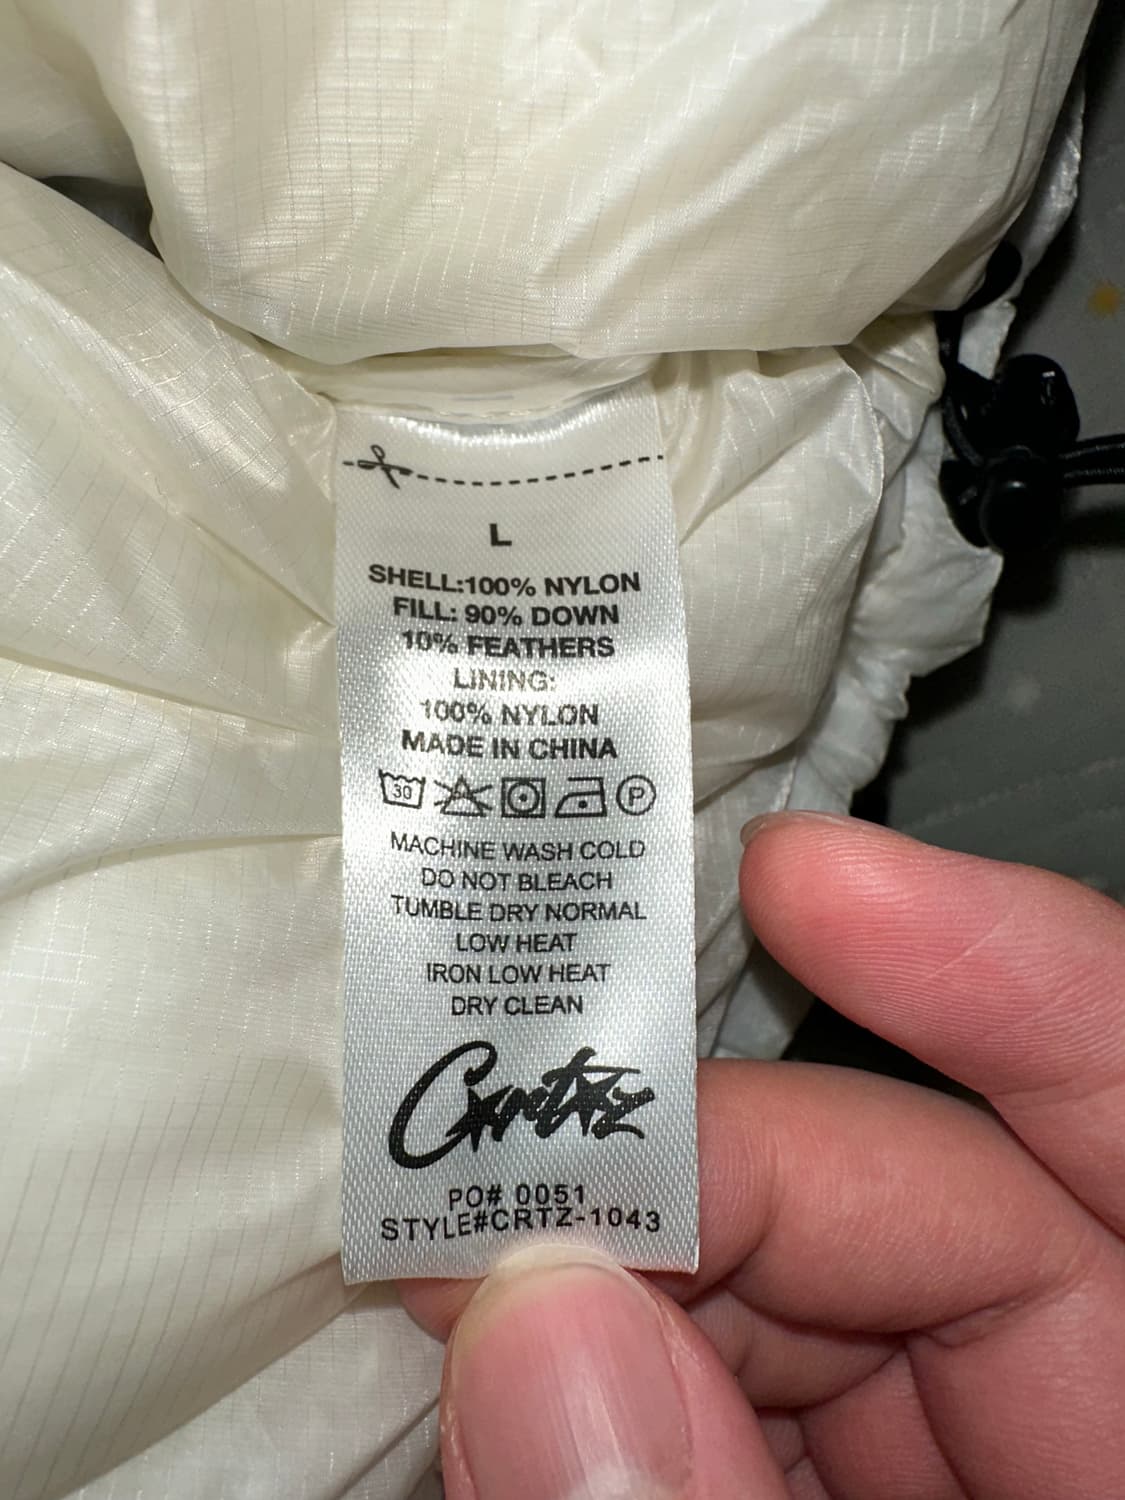 L
SHELL:100% NYLON
FILL: 90% DOWN
10% FEATHERS
LINING:
100% NYLON
MADE IN CHINA
30 P
MACHINE WASH COLD
DO NOT BLEACH
TUMBLE DRY NORMAL
LOW HEAT
IRON LOW HEAT
DRY CLEAN
Crtz
PO# 0051
STYLE#CRTZ-1043